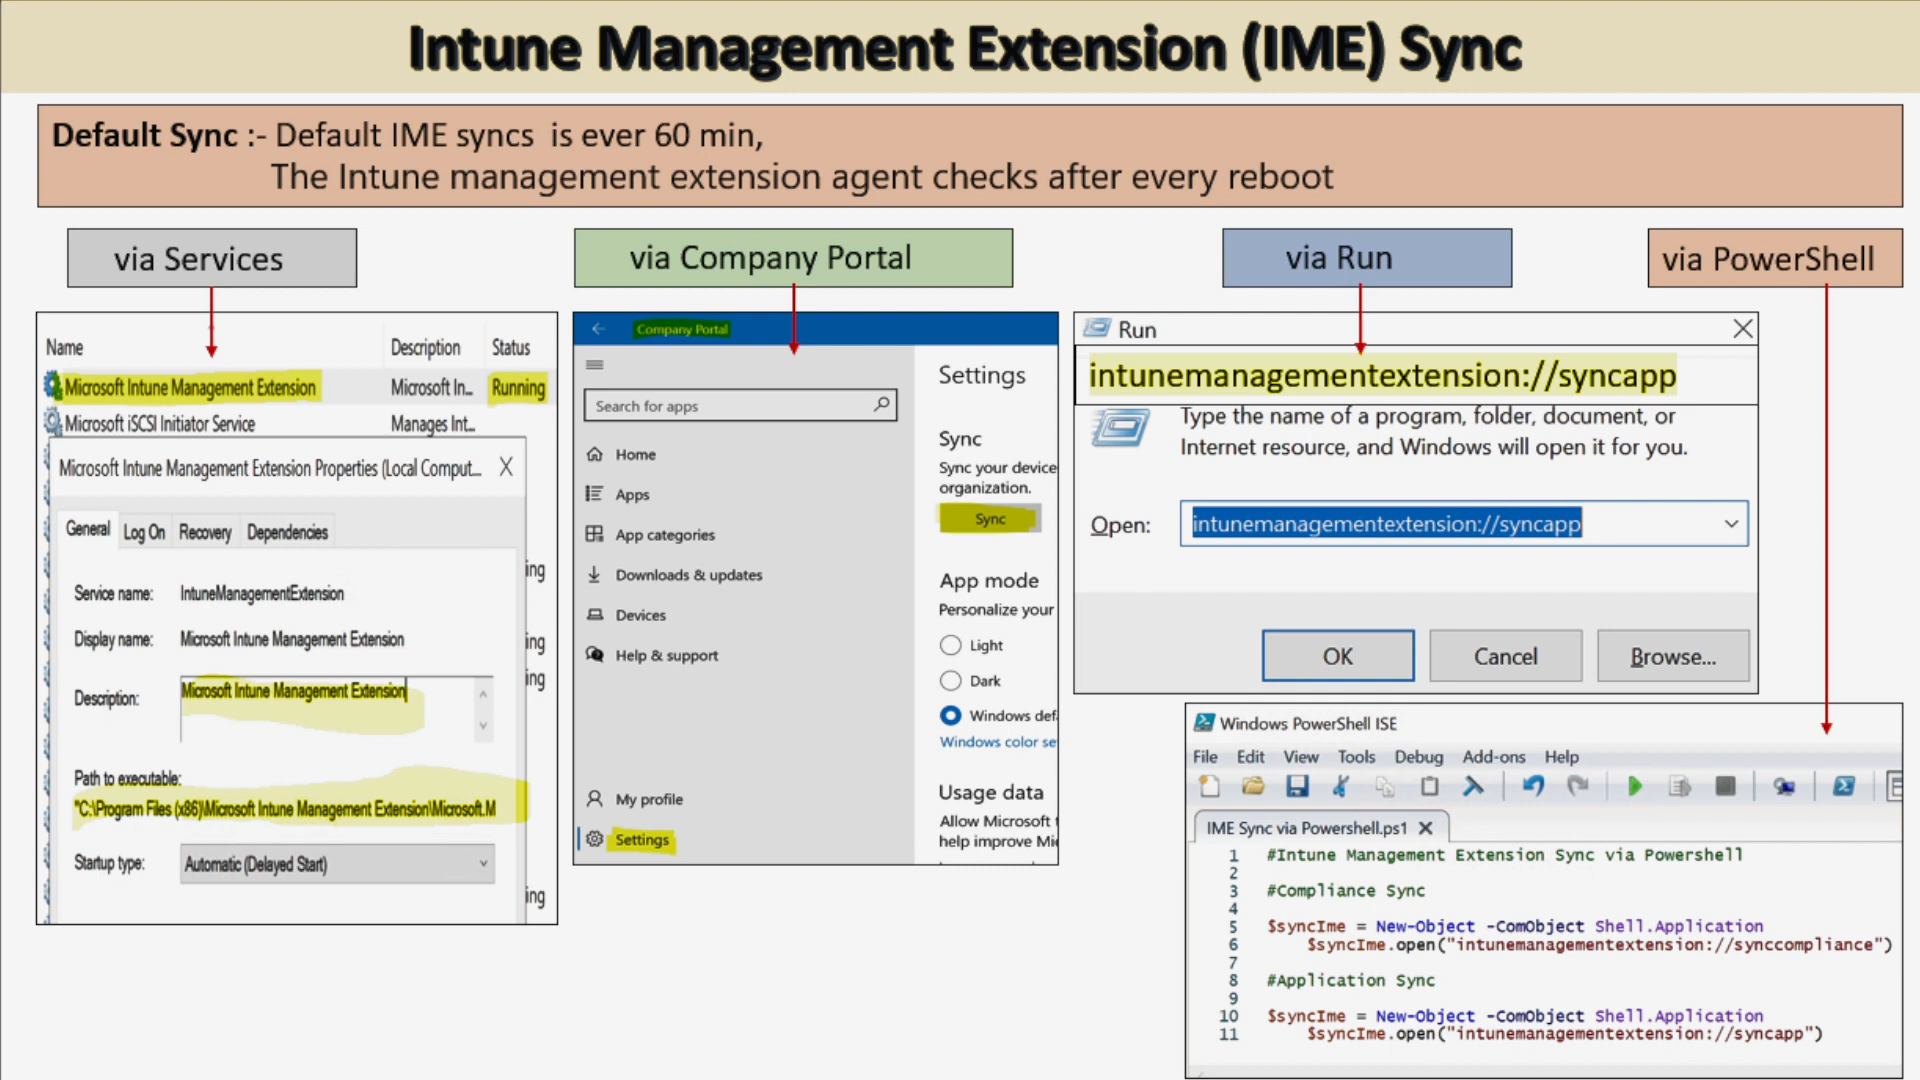 Intune Management Extension (IME) Sync
Default Sync :- Default IME syncs is ever 60 min,
The Intune management extension agent checks after every reboot
via Services
via Company Portal
via Run
via PowerShell
Name Description Status
Microsoft Intune Management Extension Microsoft In... Running
Microsoft iSCSI Initiator Service Manages Int...
Microsoft Intune Management Extension Properties (Local Comput... X
General Log On Recovery Dependencies
ing
Service name: IntuneManagementExtension
Display name: Microsoft Intune Management Extension
ing
ing
Description: Microsoft Intune Management Extension
Path to executable:
"C:\Program Files (x86)\Microsoft Intune Management Extension\Microsoft.M
Startup type: Automatic (Delayed Start)
ing
Company Portal
Search for apps
Home
Apps
App categories
Downloads & updates
Devices
Help & support
My profile
Settings
Settings
Sync
Sync your device
organization.
Sync
App mode
Personalize your
Light
Dark
Windows def
Windows color se
Usage data
Allow Microsoft t
help improve Mi
Run
intunemanagementextension://syncapp
Type the name of a program, folder, document, or
Internet resource, and Windows will open it for you.
Open: intunemanagementextension://syncapp
OK Cancel Browse...
Windows PowerShell ISE
File Edit View Tools Debug Add-ons Help
IME Sync via Powershell.ps1 X
1 #Intune Management Extension Sync via Powershell
2
3 #Compliance Sync
4
5 $syncIme = New-Object -ComObject Shell.Application
6 $syncIme.open("intunemanagementextension://synccompliance")
7
8 #Application Sync
9
10 $syncIme = New-Object -ComObject Shell.Application
11 $syncIme.open("intunemanagementextension://syncapp")